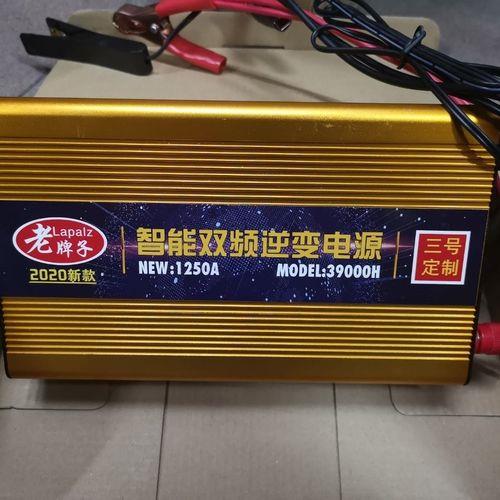 Lapalz
老牌子
2020新款
智能双频逆变电源
NEW:1250A
MODEL:39000H
三号
定制